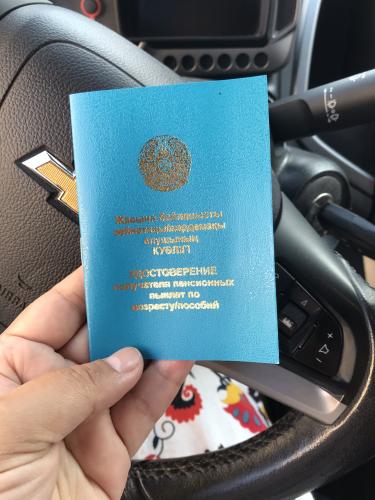 Жасына байланысты
зейнетақы/жәрдемақы
алушының
КУӘЛІГІ
УДОСТОВЕРЕНИЕ
получателя пенсионных
выплат по
возрасту/пособий